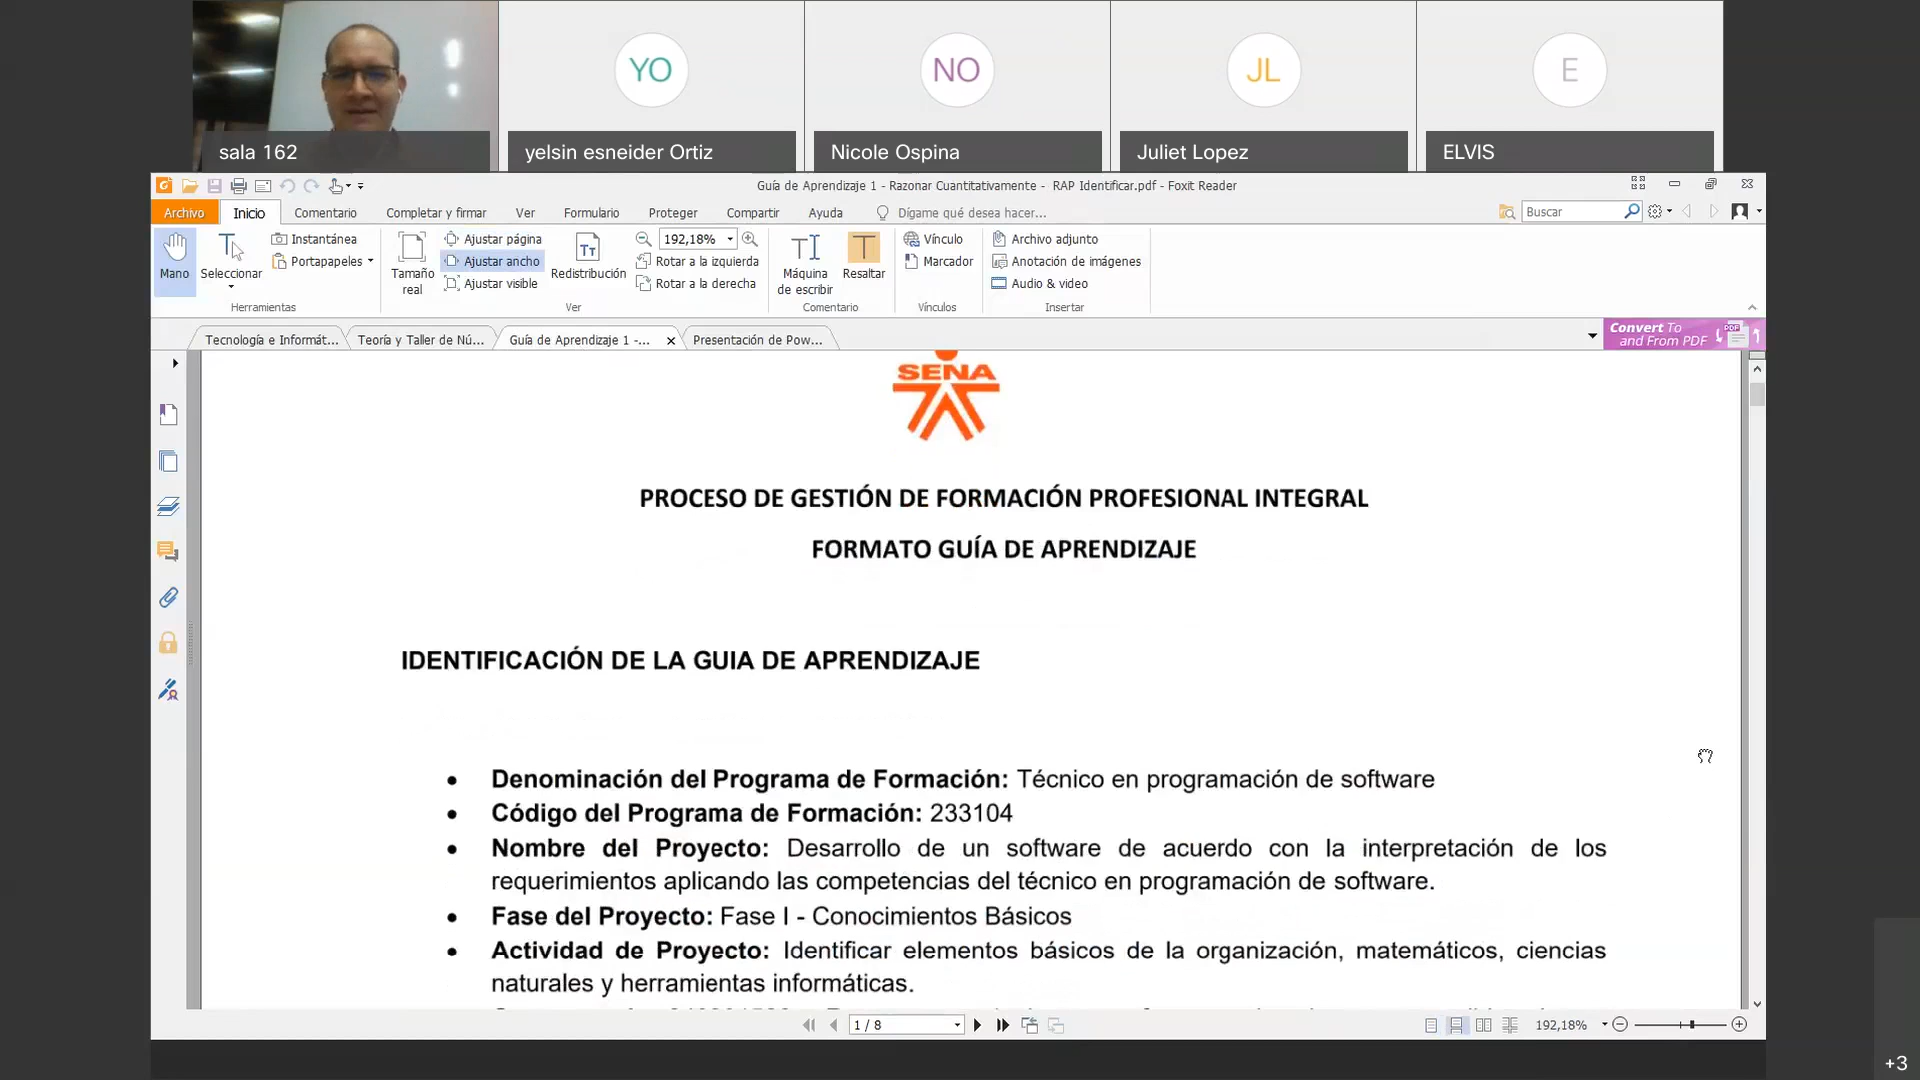 YO
NO
JL
E
sala 162
yelsin esneider Ortiz
Nicole Ospina
Juliet Lopez
ELVIS
Guía de Aprendizaje 1 - Razonar Cuantitativamente - RAP Identificar.pdf - Foxit Reader
Archivo
Inicio
Comentario
Completar y firmar
Ver
Formulario
Proteger
Compartir
Ayuda
Dígame qué desea hacer...
Buscar
Mano
Seleccionar
Instantánea
Portapapeles
Herramientas
Tamaño
real
Ajustar página
Ajustar ancho
Ajustar visible
Redistribución
192,18%
Rotar a la izquierda
Rotar a la derecha
Ver
Máquina
de escribir
Resaltar
Comentario
Vínculo
Marcador
Vínculos
Archivo adjunto
Anotación de imágenes
Audio & video
Insertar
Tecnología e Informát...
Teoría y Taller de Nú...
Guía de Aprendizaje 1 -...
Presentación de Pow...
Convert To
and From PDF
PDF
SENA
PROCESO DE GESTIÓN DE FORMACIÓN PROFESIONAL INTEGRAL
FORMATO GUÍA DE APRENDIZAJE
IDENTIFICACIÓN DE LA GUIA DE APRENDIZAJE
• Denominación del Programa de Formación: Técnico en programación de software
• Código del Programa de Formación: 233104
• Nombre del Proyecto: Desarrollo de un software de acuerdo con la interpretación de los
requerimientos aplicando las competencias del técnico en programación de software.
• Fase del Proyecto: Fase I - Conocimientos Básicos
• Actividad de Proyecto: Identificar elementos básicos de la organización, matemáticos, ciencias
naturales y herramientas informáticas.
1 / 8
192,18%
+3